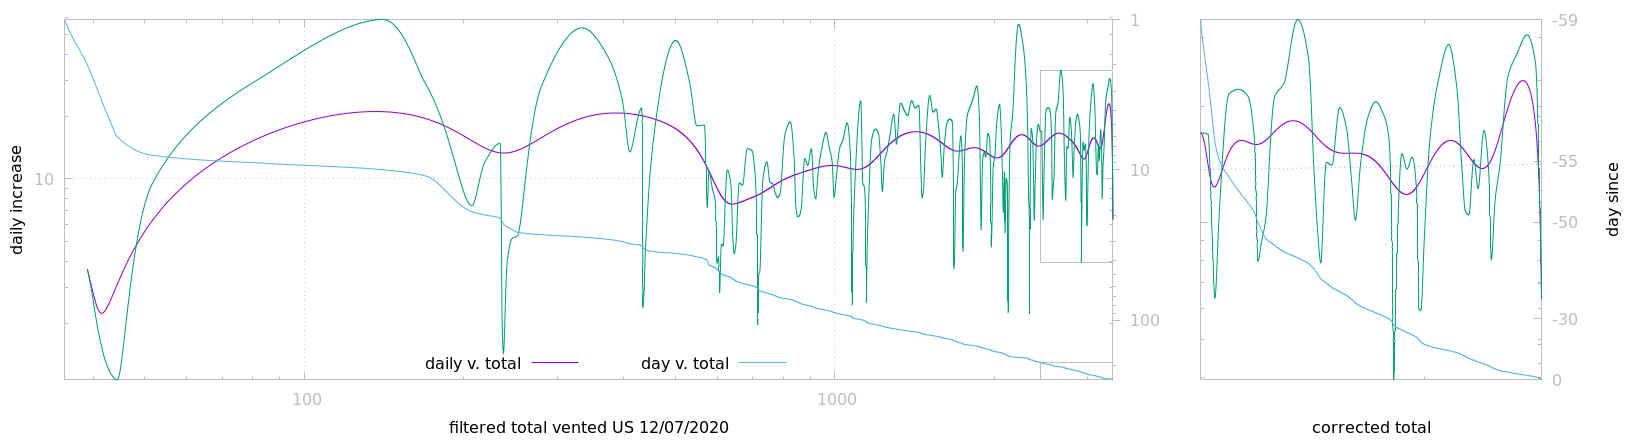 1
-59
daily increase
10
10
-55
-50
day since
100
-30
daily v. total
day v. total
0
100
1000
filtered total vented US 12/07/2020
corrected total